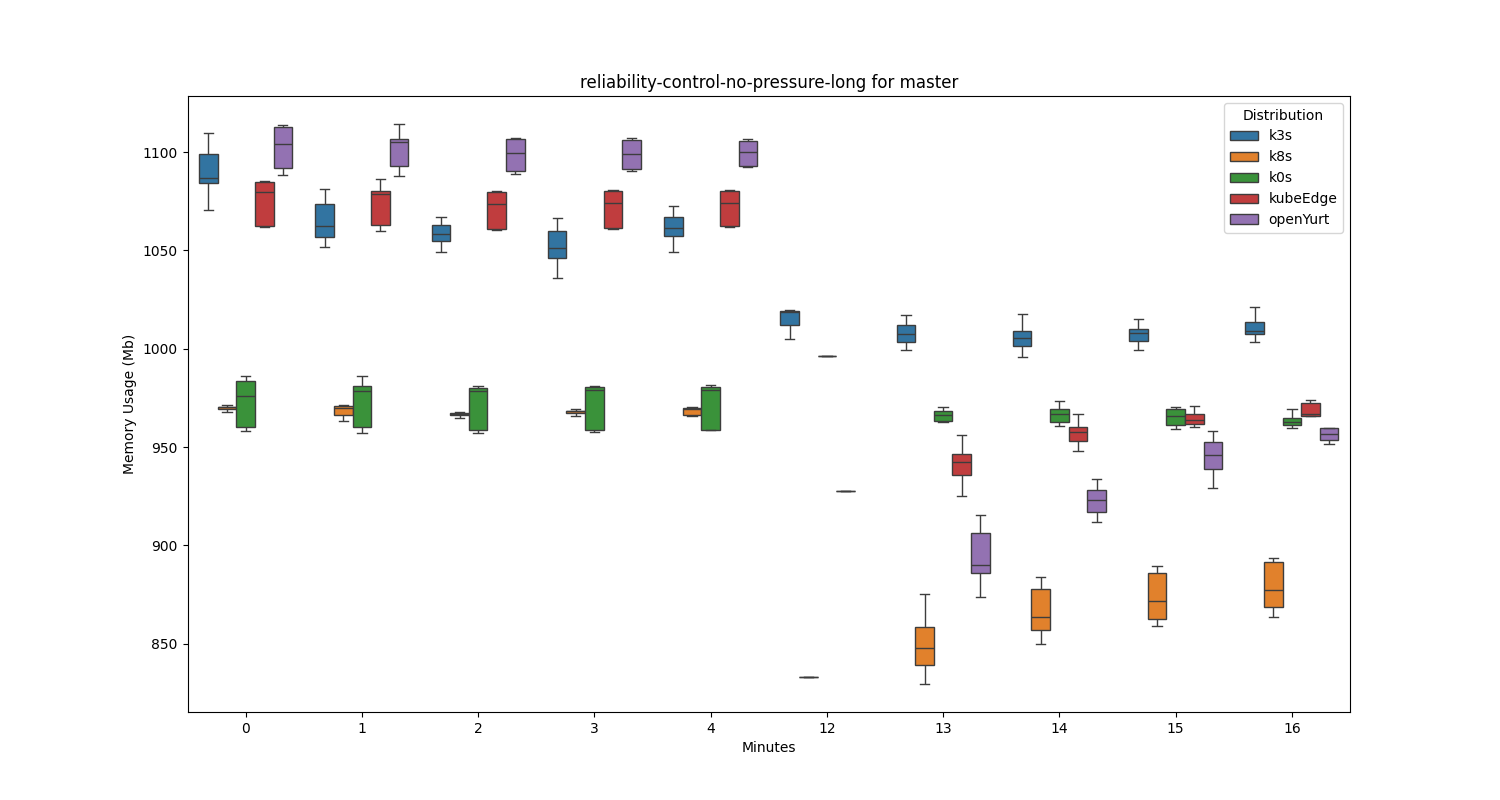 reliability-control-no-pressure-long for master
Distribution
k3s
k8s
k0s
kubeEdge
openYurt
Memory Usage (Mb)
1100
1050
1000
950
900
850
0 1 2 3 4 12 13 14 15 16
Minutes